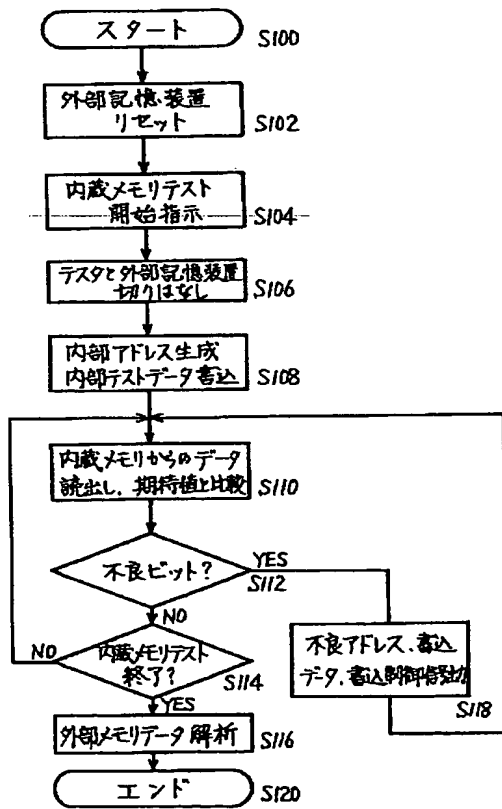 スタート
S100
外部記憶装置
リセット
S102
内蔵メモリテスト
開始指示
S104
テスタと外部記憶装置
切りはなし
S106
内部アドレス生成
内部テストデータ書込
S108
内蔵メモリからのデータ
読出し、期待値と比較
S110
不良ビット?
YES
S112
NO
内蔵メモリテスト
終了?
NO
S114
YES
不良アドレス、書込
データ、書込制御信号出力
S118
外部メモリデータ解析
S116
エンド
S120